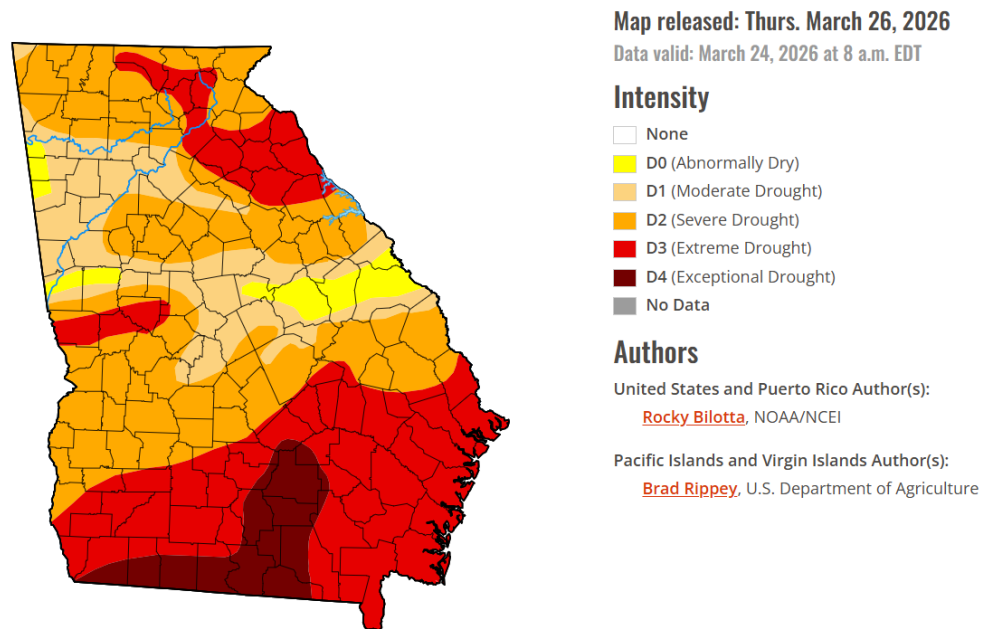 Map released: Thurs. March 26, 2026
Data valid: March 24, 2026 at 8 a.m. EDT
Intensity
None
D0 (Abnormally Dry)
D1 (Moderate Drought)
D2 (Severe Drought)
D3 (Extreme Drought)
D4 (Exceptional Drought)
No Data
Authors
United States and Puerto Rico Author(s):
Rocky Bilotta, NOAA/NCEI
Pacific Islands and Virgin Islands Author(s):
Brad Rippey, U.S. Department of Agriculture